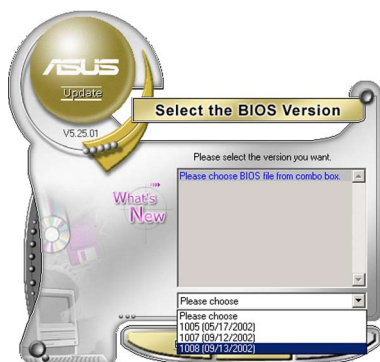 ASUS
Update
V5.25.01
Select the BIOS Version
Please select the version you want.
What's
New
Please choose BIOS file from combo box.
Please choose
Please choose
1005 (05/17/2002)
1007 (09/12/2002)
1008 (09/13/2002)